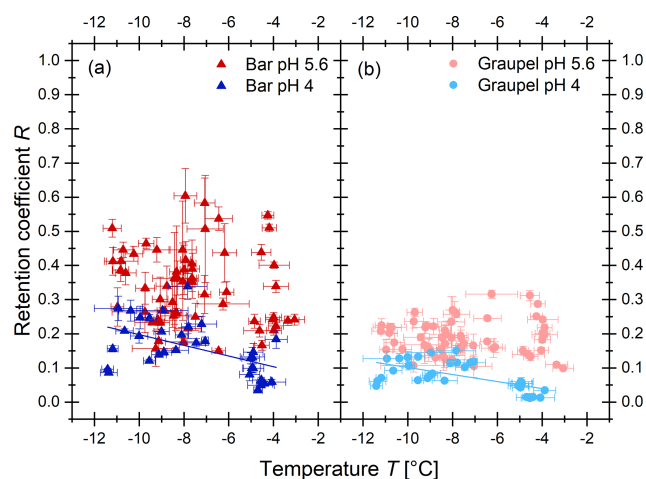 -12 -10 -8 -6 -4 -2 -12 -10 -8 -6 -4 -2
(a) Bar pH 5.6
Bar pH 4
(b) Graupel pH 5.6
Graupel pH 4
Retention coefficient R
1.0 1.0
0.9 0.9
0.8 0.8
0.7 0.7
0.6 0.6
0.5 0.5
0.4 0.4
0.3 0.3
0.2 0.2
0.1 0.1
0.0 0.0
-12 -10 -8 -6 -4 -2 -12 -10 -8 -6 -4 -2
Temperature T [°C]